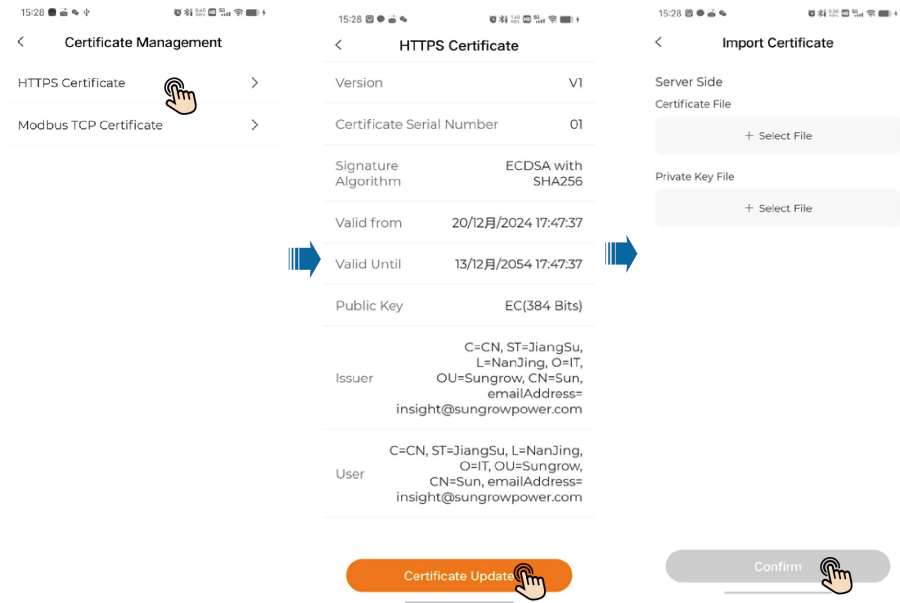 15:28
Certificate Management
HTTPS Certificate
Modbus TCP Certificate
15:28
HTTPS Certificate
Version V1
Certificate Serial Number 01
Signature Algorithm ECDSA with SHA256
Valid from 20/12月/2024 17:47:37
Valid Until 13/12月/2054 17:47:37
Public Key EC(384 Bits)
Issuer
C=CN, ST=JiangSu,
L=NanJing, O=IT,
OU=Sungrow, CN=Sun,
emailAddress=
insight@sungrowpower.com
User
C=CN, ST=JiangSu, L=NanJing,
O=IT, OU=Sungrow,
CN=Sun, emailAddress=
insight@sungrowpower.com
Certificate Update
15:28
Import Certificate
Server Side
Certificate File
+ Select File
Private Key File
+ Select File
Confirm